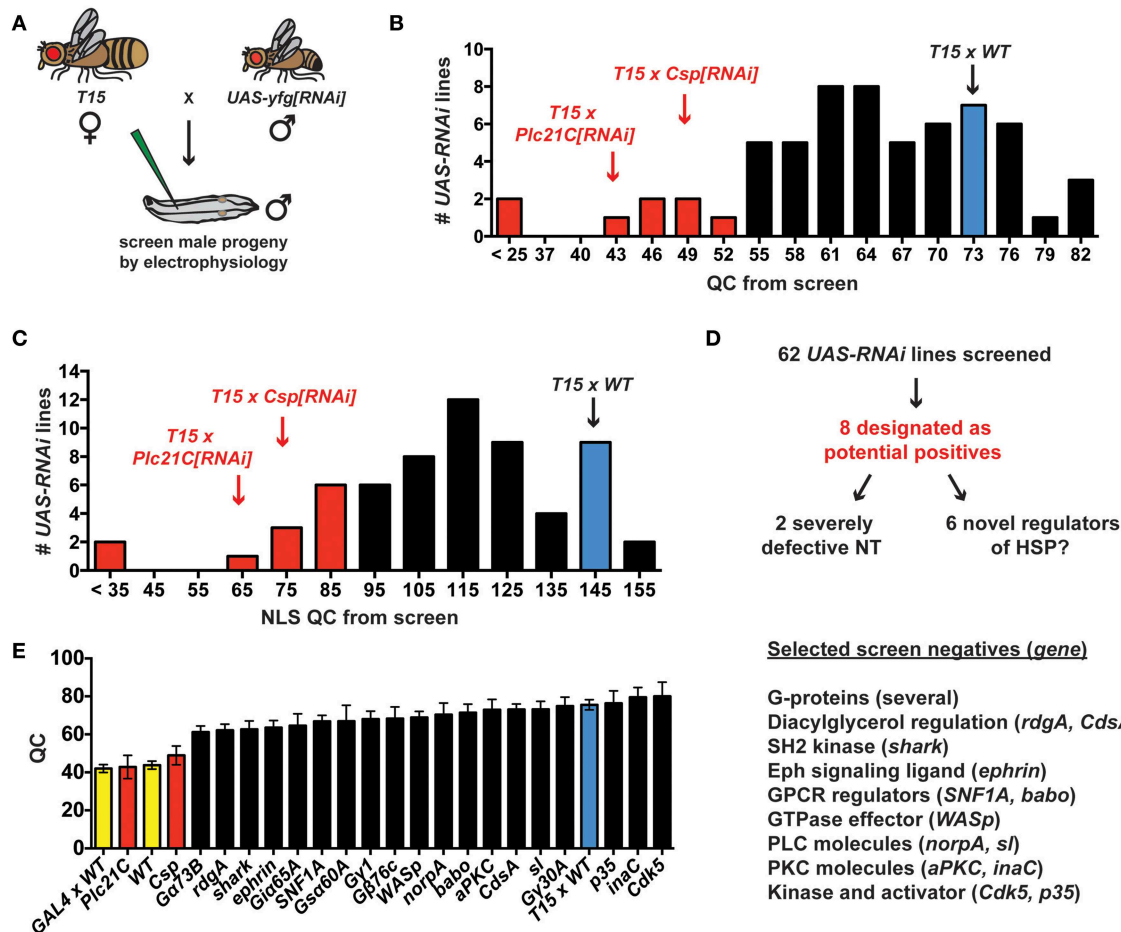 A
T15
X
UAS-yfg[RNAi]
♀
♂
♂
screen male progeny
by electrophysiology
B
# UAS-RNAi lines
10
8
6
4
2
0
T15 x
Plc21C[RNAi]
T15 x Csp[RNAi]
T15 x WT
< 25 37 40 43 46 49 52 55 58 61 64 67 70 73 76 79 82
QC from screen
C
# UAS-RNAi lines
14
12
10
8
6
4
2
0
T15 x
Plc21C[RNAi]
T15 x Csp[RNAi]
T15 x WT
< 35 45 55 65 75 85 95 105 115 125 135 145 155
NLS QC from screen
D
62 UAS-RNAi lines screened
8 designated as
potential positives
2 severely
defective NT
6 novel regulators
of HSP?
Selected screen negatives (gene)
G-proteins (several)
Diacylglycerol regulation (rdgA, Cds
SH2 kinase (shark)
Eph signaling ligand (ephrin)
GPCR regulators (SNF1A, babo)
GTPase effector (WASp)
PLC molecules (norpA, sl)
PKC molecules (aPKC, inaC)
Kinase and activator (Cdk5, p35)
E
QC
100
80
60
40
20
0
GAL4 x WT
Plc21C
WT
Csp
Gα73B
rdgA
shark
ephrin
Giα65A
SNF1A
Gsα60A
Gγ1
Gβ76c
WASp
norpA
babo
aPKC
CdsA
sl
Gγ30A
T15 x WT
p35
inaC
Cdk5